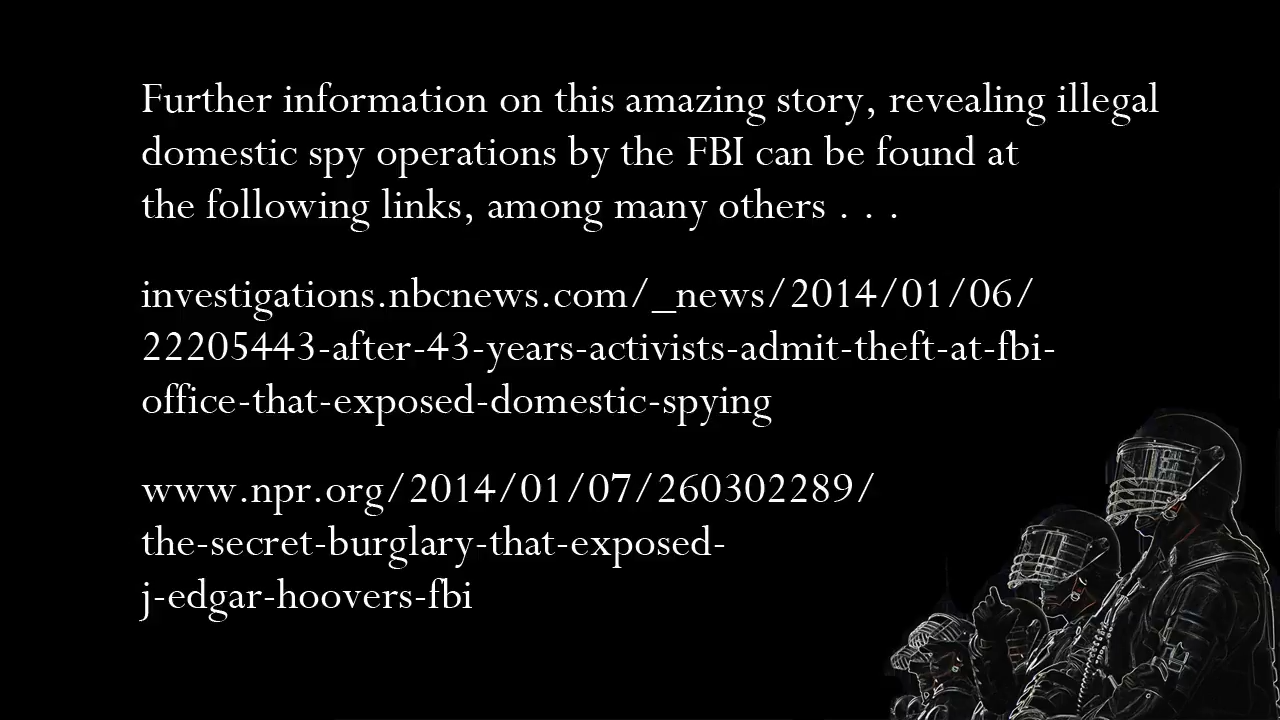 Further information on this amazing story, revealing illegal
domestic spy operations by the FBI can be found at
the following links, among many others . . .
investigations.nbcnews.com/_news/2014/01/06/
22205443-after-43-years-activists-admit-theft-at-fbi-
office-that-exposed-domestic-spying
www.npr.org/2014/01/07/260302289/
the-secret-burglary-that-exposed-
j-edgar-hoovers-fbi